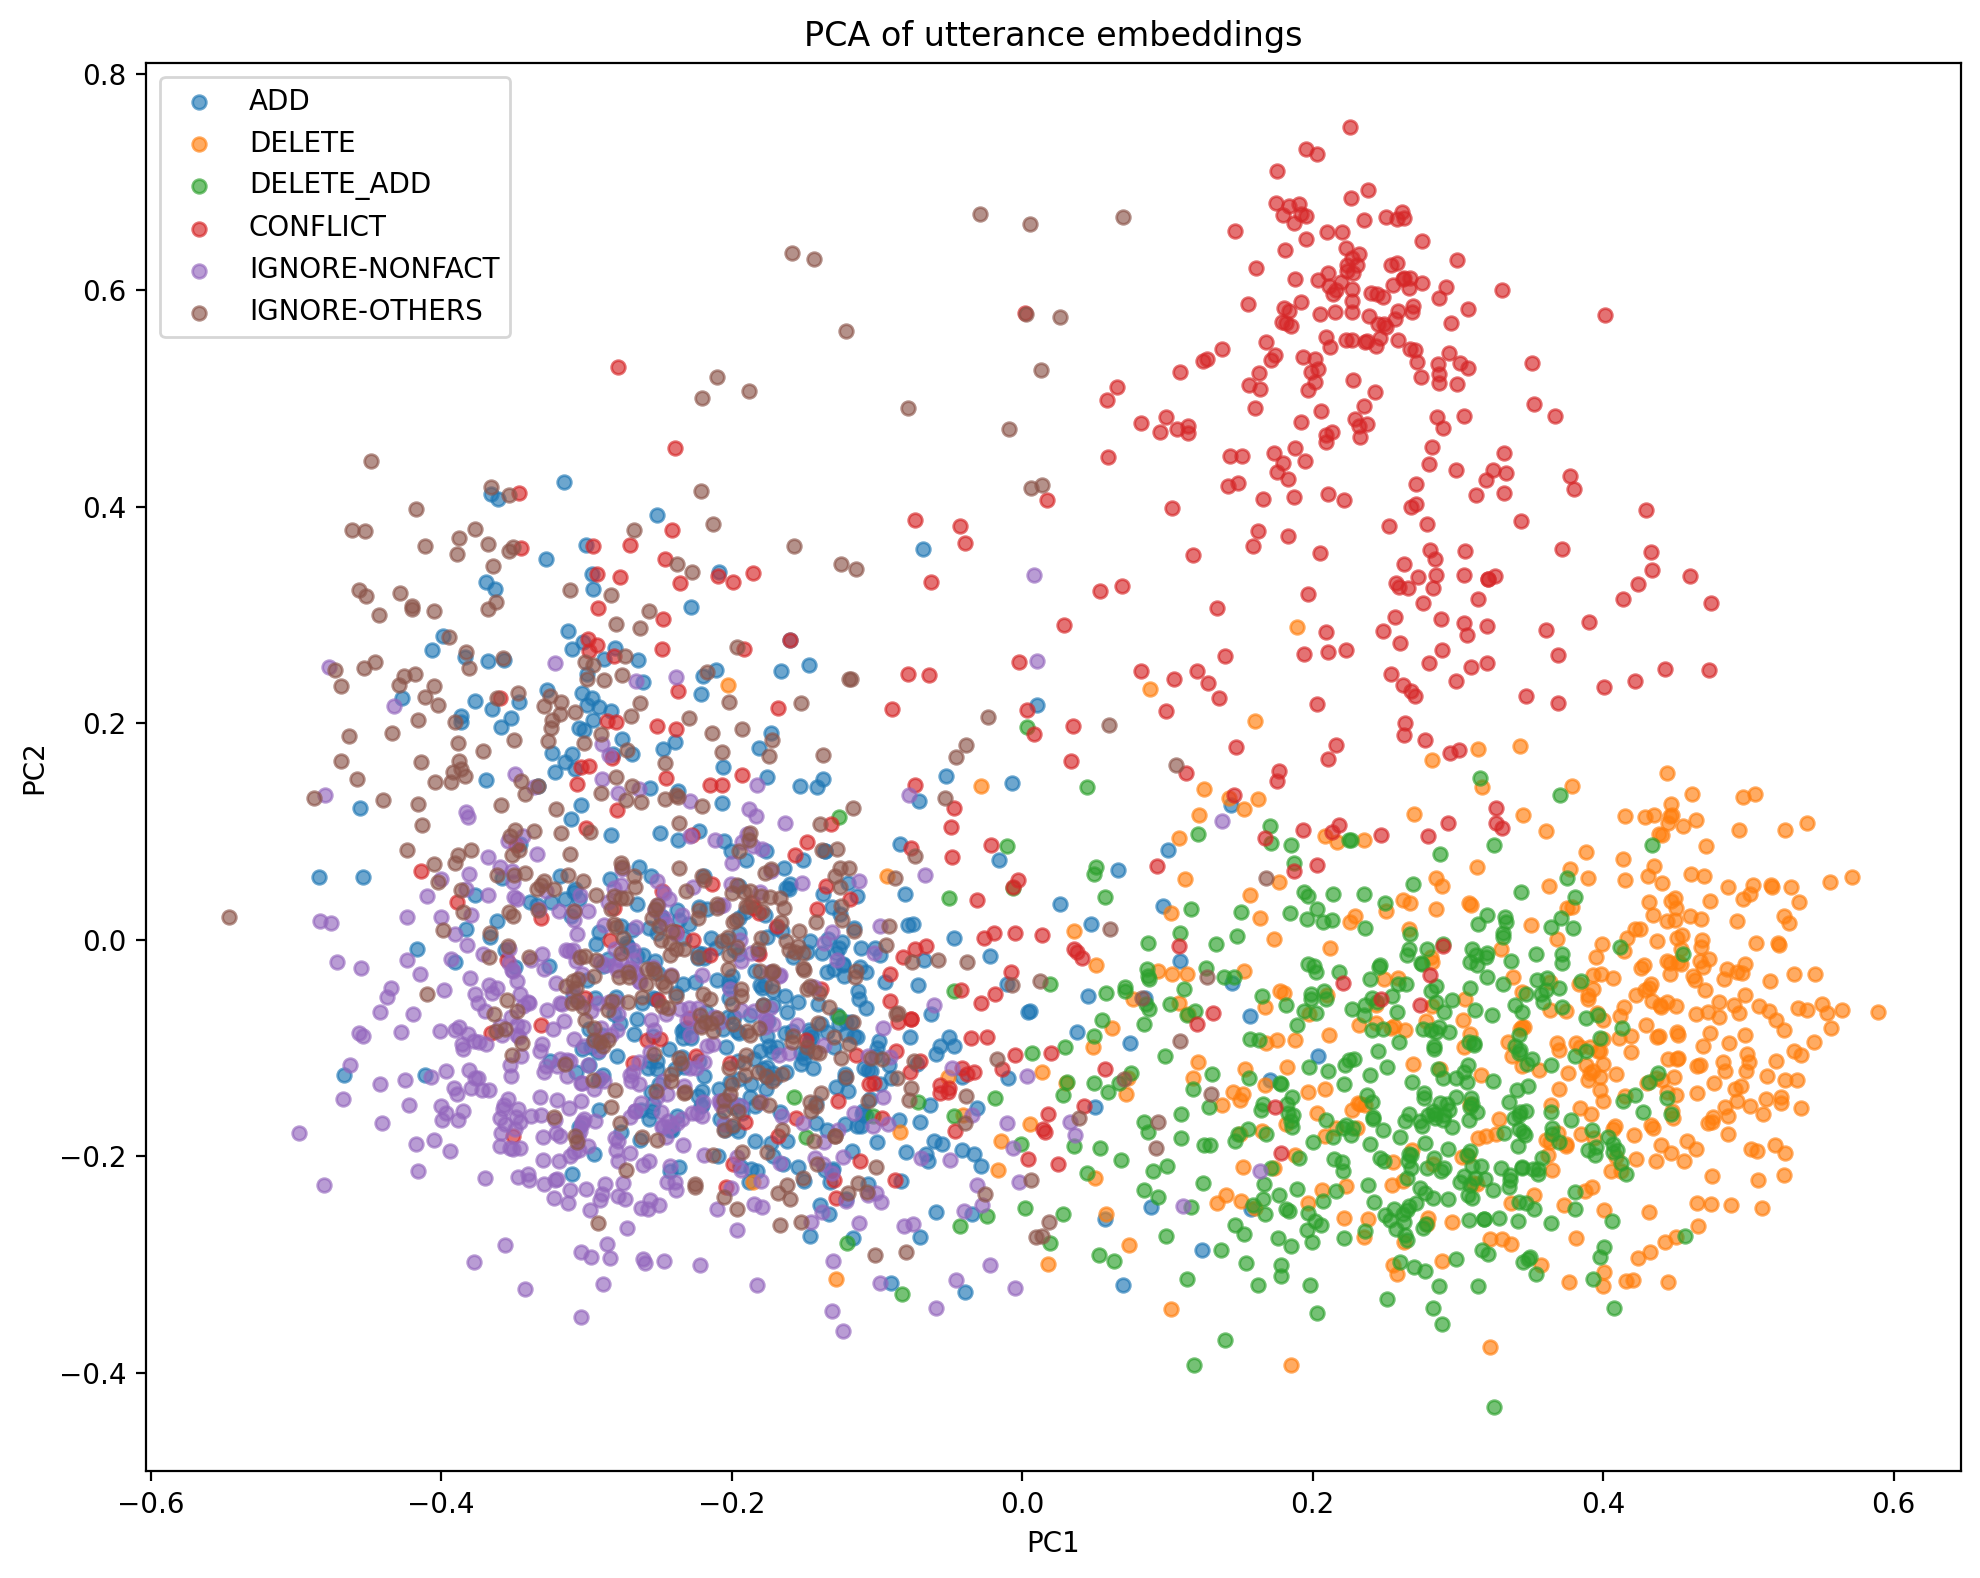 PCA of utterance embeddings
ADD
DELETE
DELETE_ADD
CONFLICT
IGNORE-NONFACT
IGNORE-OTHERS
PC2
0.8
0.6
0.4
0.2
0.0
−0.2
−0.4
−0.6
−0.4
−0.2
0.0
0.2
0.4
0.6
PC1